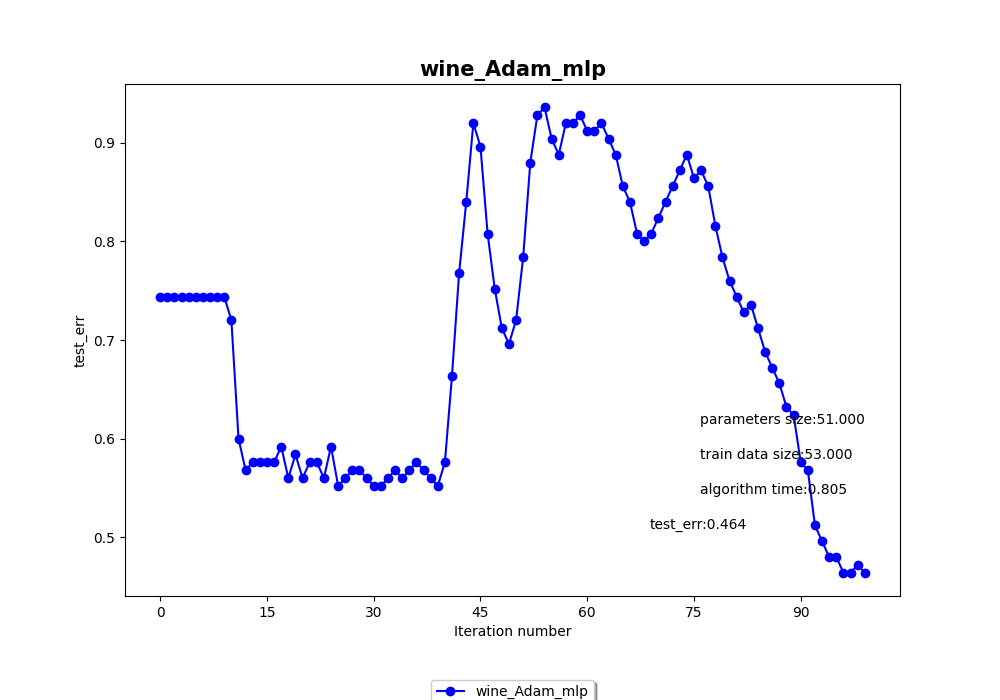 wine_Adam_mlp
0.9
0.8
0.7
0.6
0.5
test_err
parameters size:51.000
train data size:53.000
algorithm time:0.805
test_err:0.464
0 15 30 45 60 75 90
Iteration number
wine_Adam_mlp